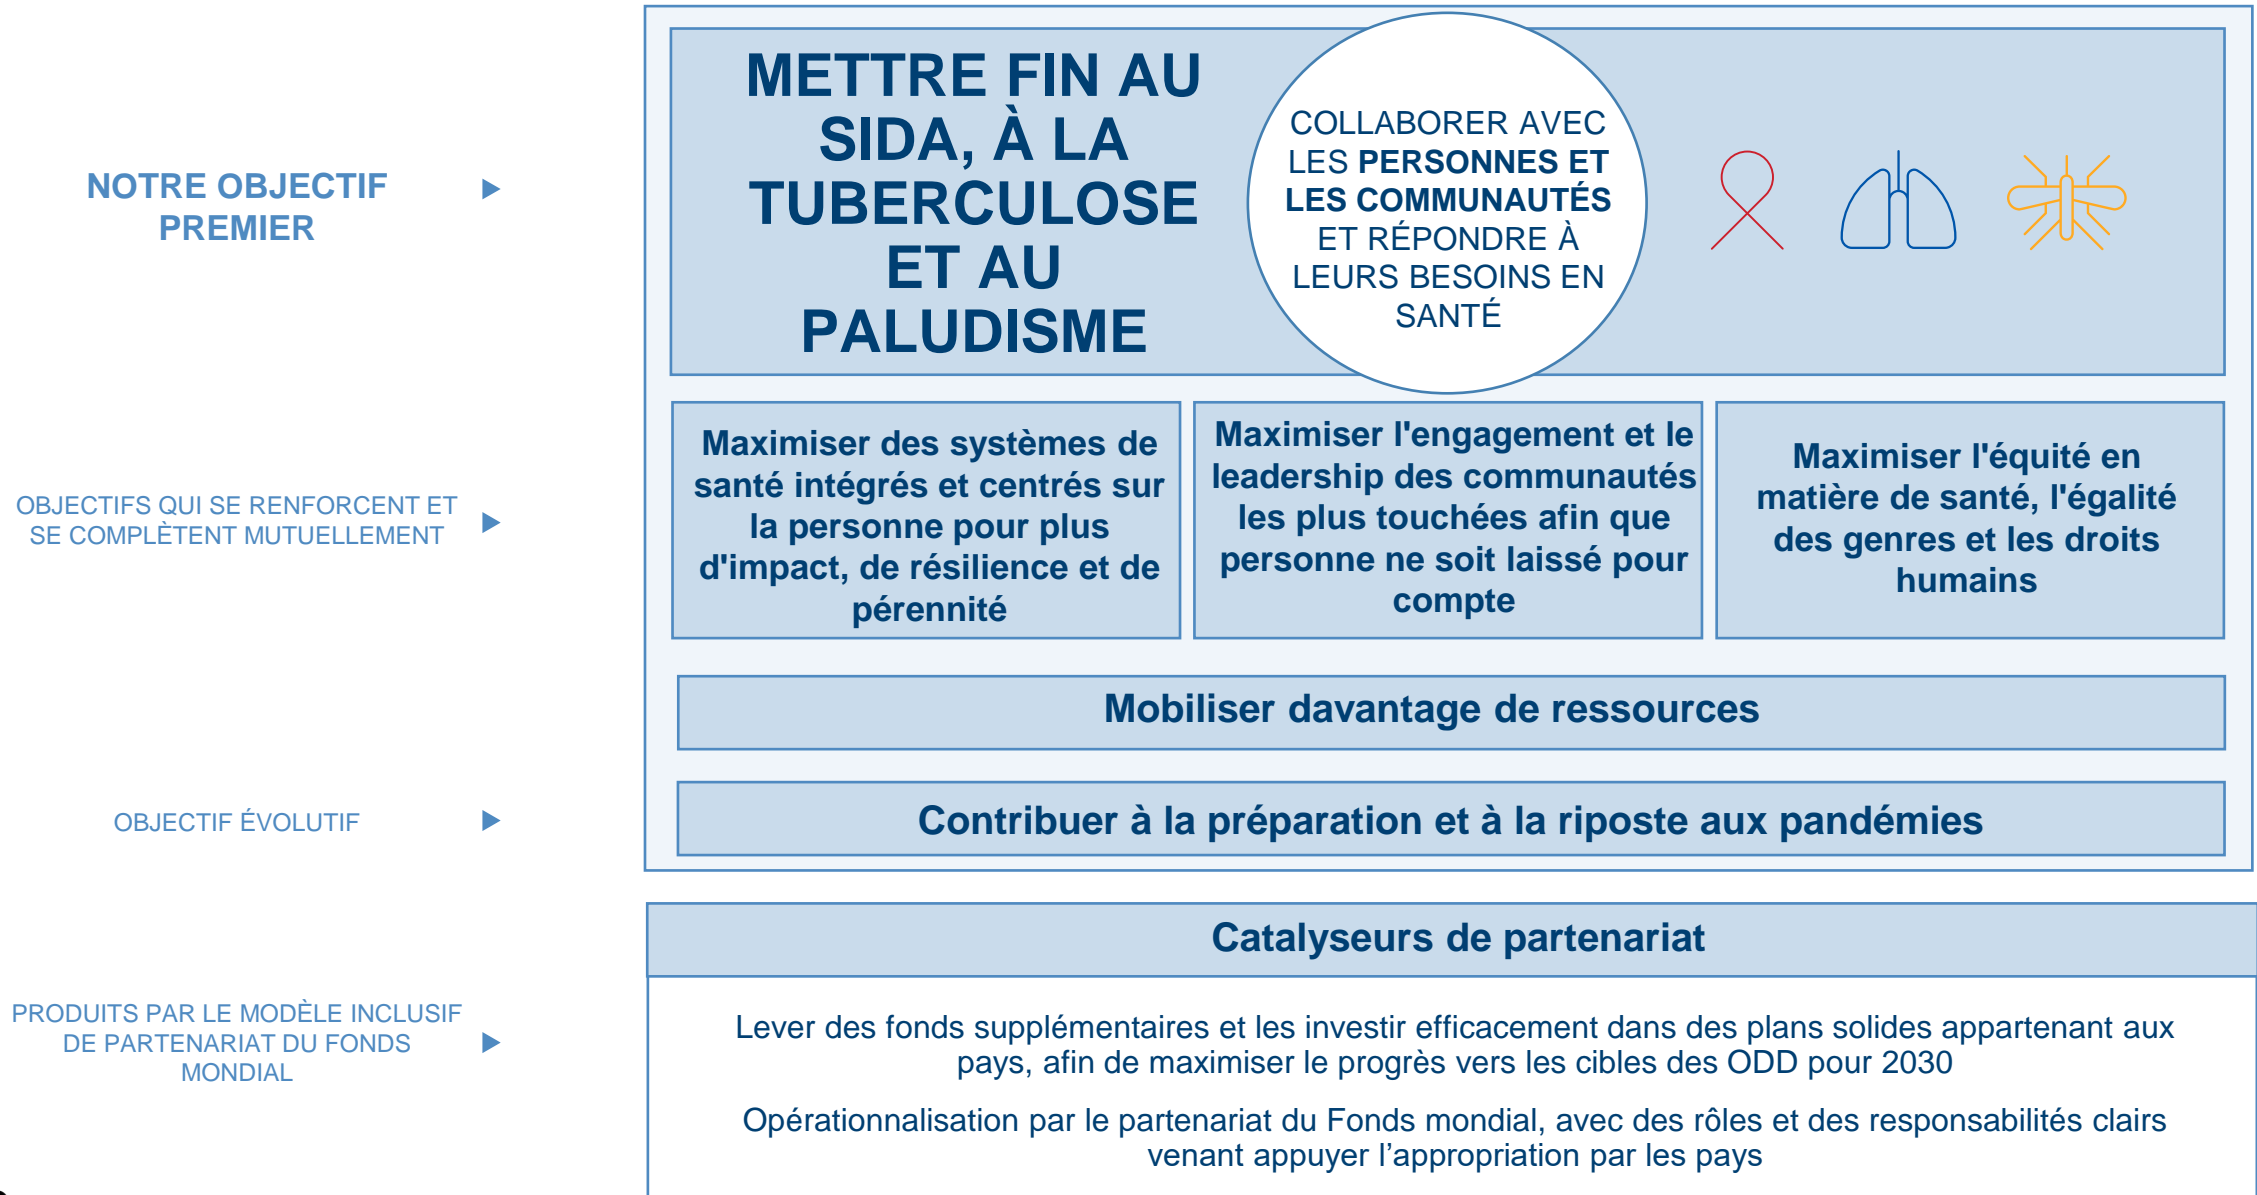 NOTRE OBJECTIF
PREMIER
METTRE FIN AU
SIDA, À LA
TUBERCULOSE
ET AU
PALUDISME
COLLABORER AVEC
LES PERSONNES ET
LES COMMUNAUTÉS
ET RÉPONDRE À
LEURS BESOINS EN
SANTÉ
OBJECTIFS QUI SE RENFORCENT ET
SE COMPLÈTENT MUTUELLEMENT
Maximiser des systèmes de
santé intégrés et centrés sur
la personne pour plus
d'impact, de résilience et de
pérennité
Maximiser l'engagement et le
leadership des communautés
les plus touchées afin que
personne ne soit laissé pour
compte
Maximiser l'équité en
matière de santé, l'égalité
des genres et les droits
humains
Mobiliser davantage de ressources
OBJECTIF ÉVOLUTIF
Contribuer à la préparation et à la riposte aux pandémies
Catalyseurs de partenariat
PRODUITS PAR LE MODÈLE INCLUSIF
DE PARTENARIAT DU FONDS
MONDIAL
Lever des fonds supplémentaires et les investir efficacement dans des plans solides appartenant aux
pays, afin de maximiser le progrès vers les cibles des ODD pour 2030
Opérationnalisation par le partenariat du Fonds mondial, avec des rôles et des responsabilités clairs
venant appuyer l’appropriation par les pays